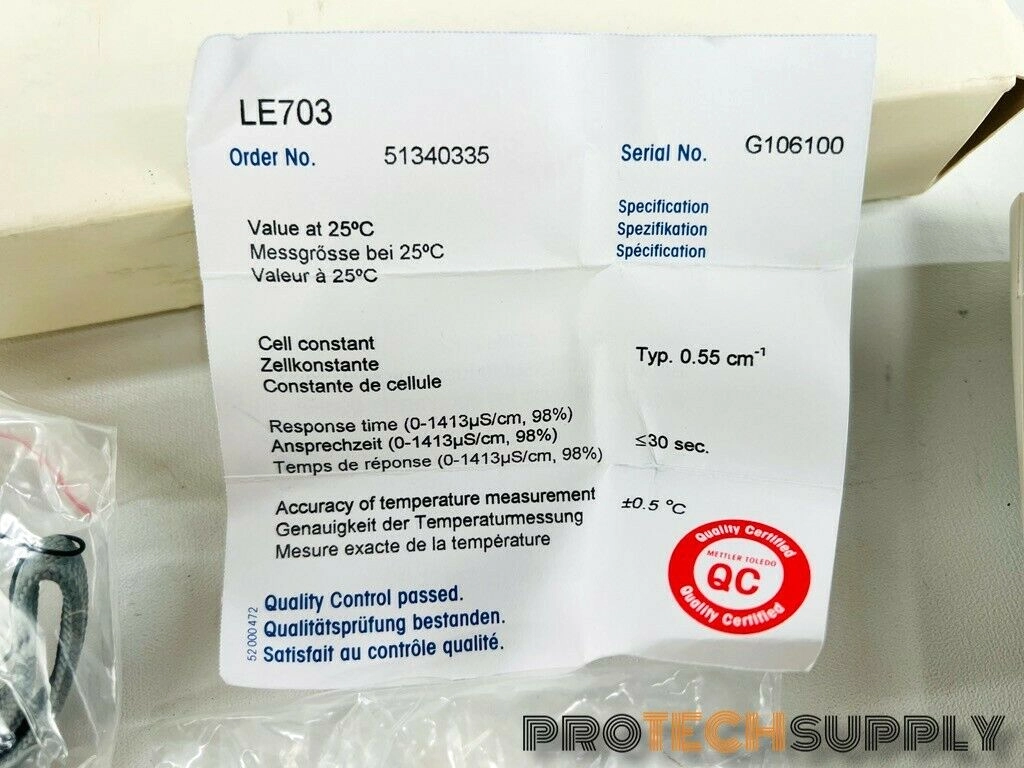 LE703
Order No. 51340335 Serial No. G106100
Value at 25ºC Specification
Messgrõsse bei 25ºC Spezifikation
Valeur à 25ºC Spécification
Cell constant
Zellkonstante Typ. 0.55 cm⁻¹
Constante de cellule
Response time (0-1413µS/cm, 98%)
Ansprechzeit (0-1413µS/cm, 98%) ≤30 sec.
Temps de réponse (0-1413µS/cm, 98%)
Accuracy of temperature measurement ±0.5 ºC
Genauigkeit der Temperaturmessung
Mesure exacte de la température
Quality Certified
METTLER TOLEDO
QC
Quality Certified
Quality Control passed.
Qualitätsprüfung bestanden.
Satisfait au contrôle qualité.
52 000 472
PROTECHSUPPLY